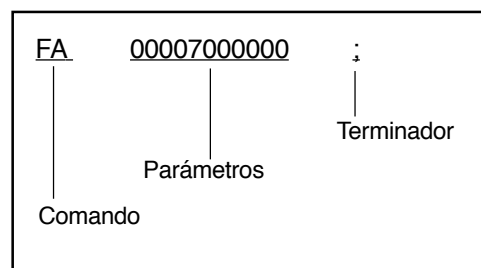 FA 00007000000 ;
Terminador
Parámetros
Comando